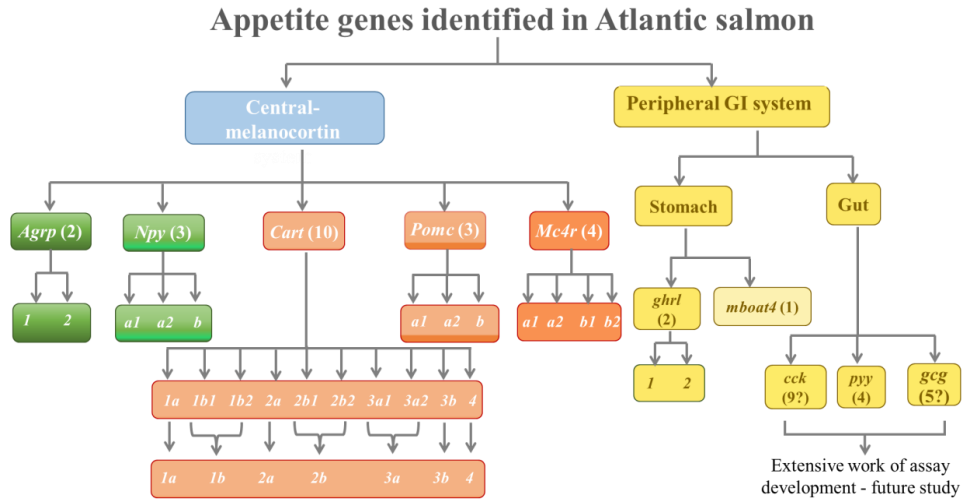 Appetite genes identified in Atlantic salmon
Central-
melanocortin
Peripheral GI system
Stomach
Gut
Agrp (2)
Npy (3)
Cart (10)
Pomc (3)
Mc4r (4)
ghrl
(2)
mboat4 (1)
1 2
a1 a2 b
a1 a2 b
a1 a2 b1 b2
1 2
cck
(9?)
pyy
(4)
gcg
(5?)
1a 1b1 1b2 2a 2b1 2b2 3a1 3a2 3b 4
1a 1b 2a 2b 3a 3b 4
Extensive work of assay
development - future study